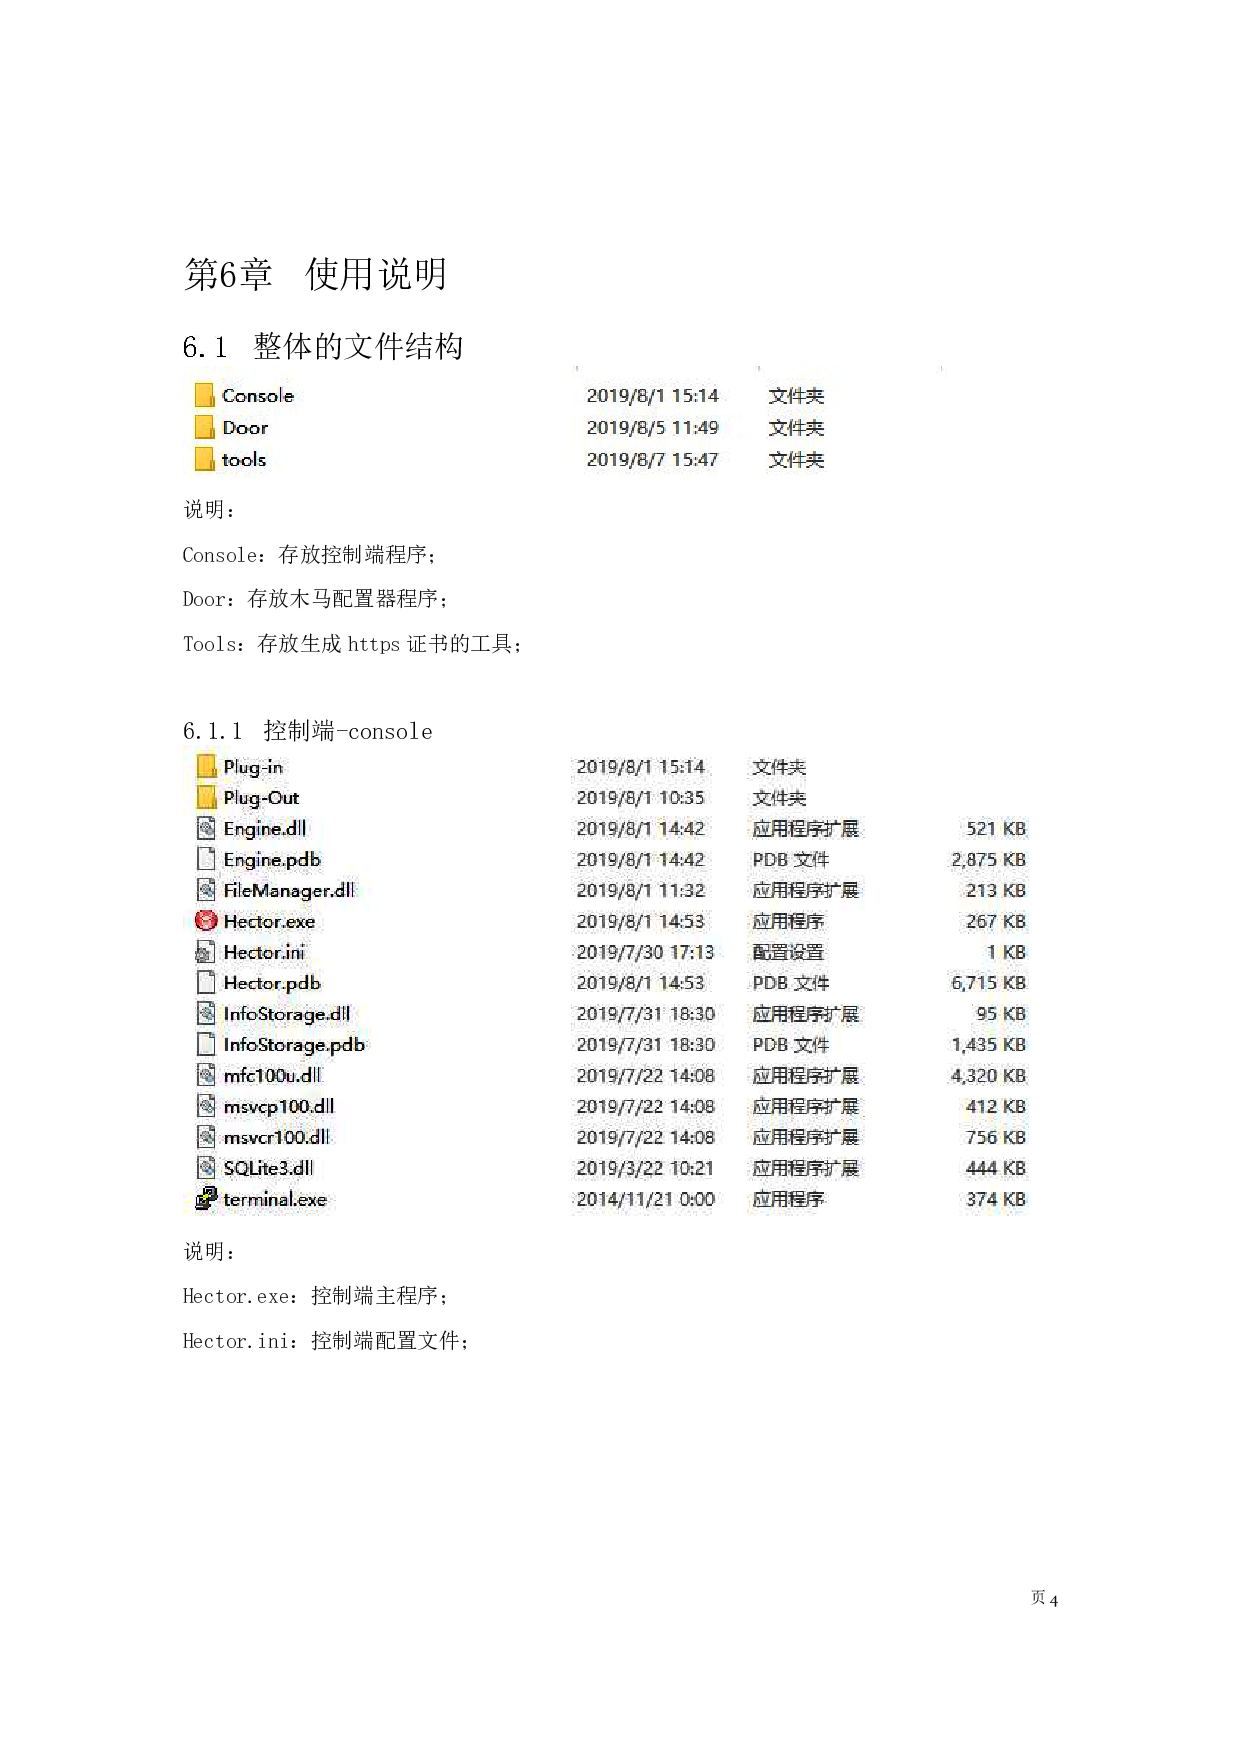 第6章 使用说明
6.1 整体的文件结构
Console 2019/8/1 15:14 文件夹
Door 2019/8/5 11:49 文件夹
tools 2019/8/7 15:47 文件夹
说明：
Console：存放控制端程序；
Door：存放木马配置器程序；
Tools：存放生成 https 证书的工具；
6.1.1 控制端-console
Plug-in 2019/8/1 15:14 文件夹
Plug-Out 2019/8/1 10:35 文件夹
Engine.dll 2019/8/1 14:42 应用程序扩展 521 KB
Engine.pdb 2019/8/1 14:42 PDB 文件 2,875 KB
FileManager.dll 2019/8/1 11:32 应用程序扩展 213 KB
Hector.exe 2019/8/1 14:53 应用程序 267 KB
Hector.ini 2019/7/30 17:13 配置设置 1 KB
Hector.pdb 2019/8/1 14:53 PDB 文件 6,715 KB
InfoStorage.dll 2019/7/31 18:30 应用程序扩展 95 KB
InfoStorage.pdb 2019/7/31 18:30 PDB 文件 1,435 KB
mfc100u.dll 2019/7/22 14:08 应用程序扩展 4,320 KB
msvcp100.dll 2019/7/22 14:08 应用程序扩展 412 KB
msvcr100.dll 2019/7/22 14:08 应用程序扩展 756 KB
SQLite3.dll 2019/3/22 10:21 应用程序扩展 444 KB
terminal.exe 2014/11/21 0:00 应用程序 374 KB
说明：
Hector.exe：控制端主程序；
Hector.ini：控制端配置文件；
页 4